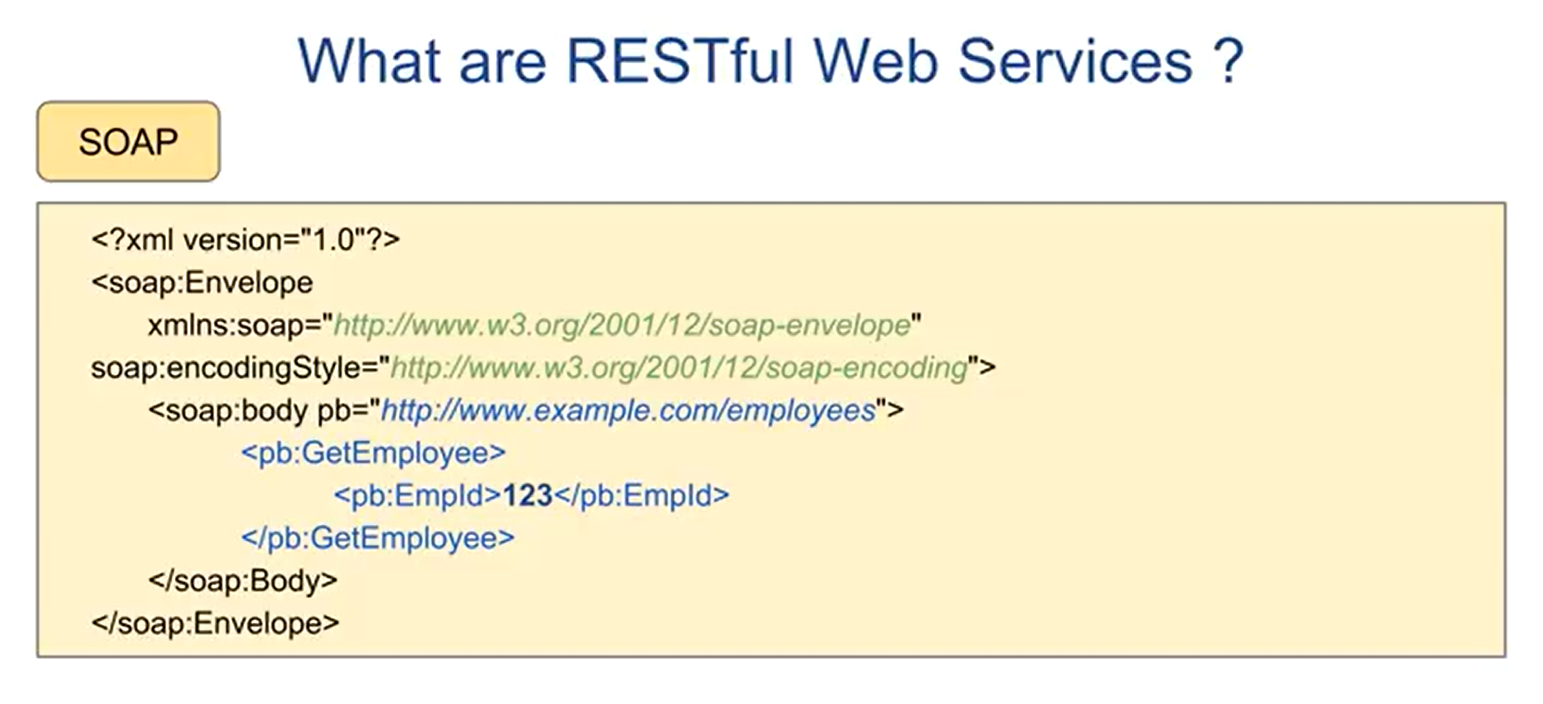 What are RESTful Web Services ?
SOAP
<?xml version="1.0"?>
<soap:Envelope
xmlns:soap="http://www.w3.org/2001/12/soap-envelope"
soap:encodingStyle="http://www.w3.org/2001/12/soap-encoding">
<soap:body pb="http://www.example.com/employees">
<pb:GetEmployee>
<pb:EmpId>123</pb:EmpId>
</pb:GetEmployee>
</soap:Body>
</soap:Envelope>